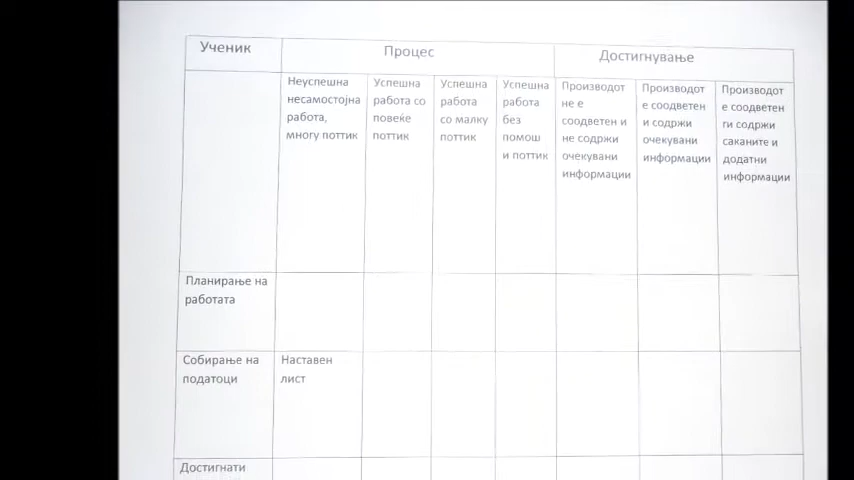 Ученик
Процес
Достигнување
Неуспешна
несамостојна
работа,
многу поттик
Успешна
работа со
повеќе
поттик
Успешна
работа
со малку
поттик
Успешна
работа
без
помош
и поттик
Производот
не е
соодветен и
не содржи
очекувани
информации
Производот
е соодветен
и содржи
очекувани
информации
Производот
е соодветен
ги содржи
саканите и
додатни
информации
Планирање на
работата
Собирање на
податоци
Наставен
лист
Достигнати